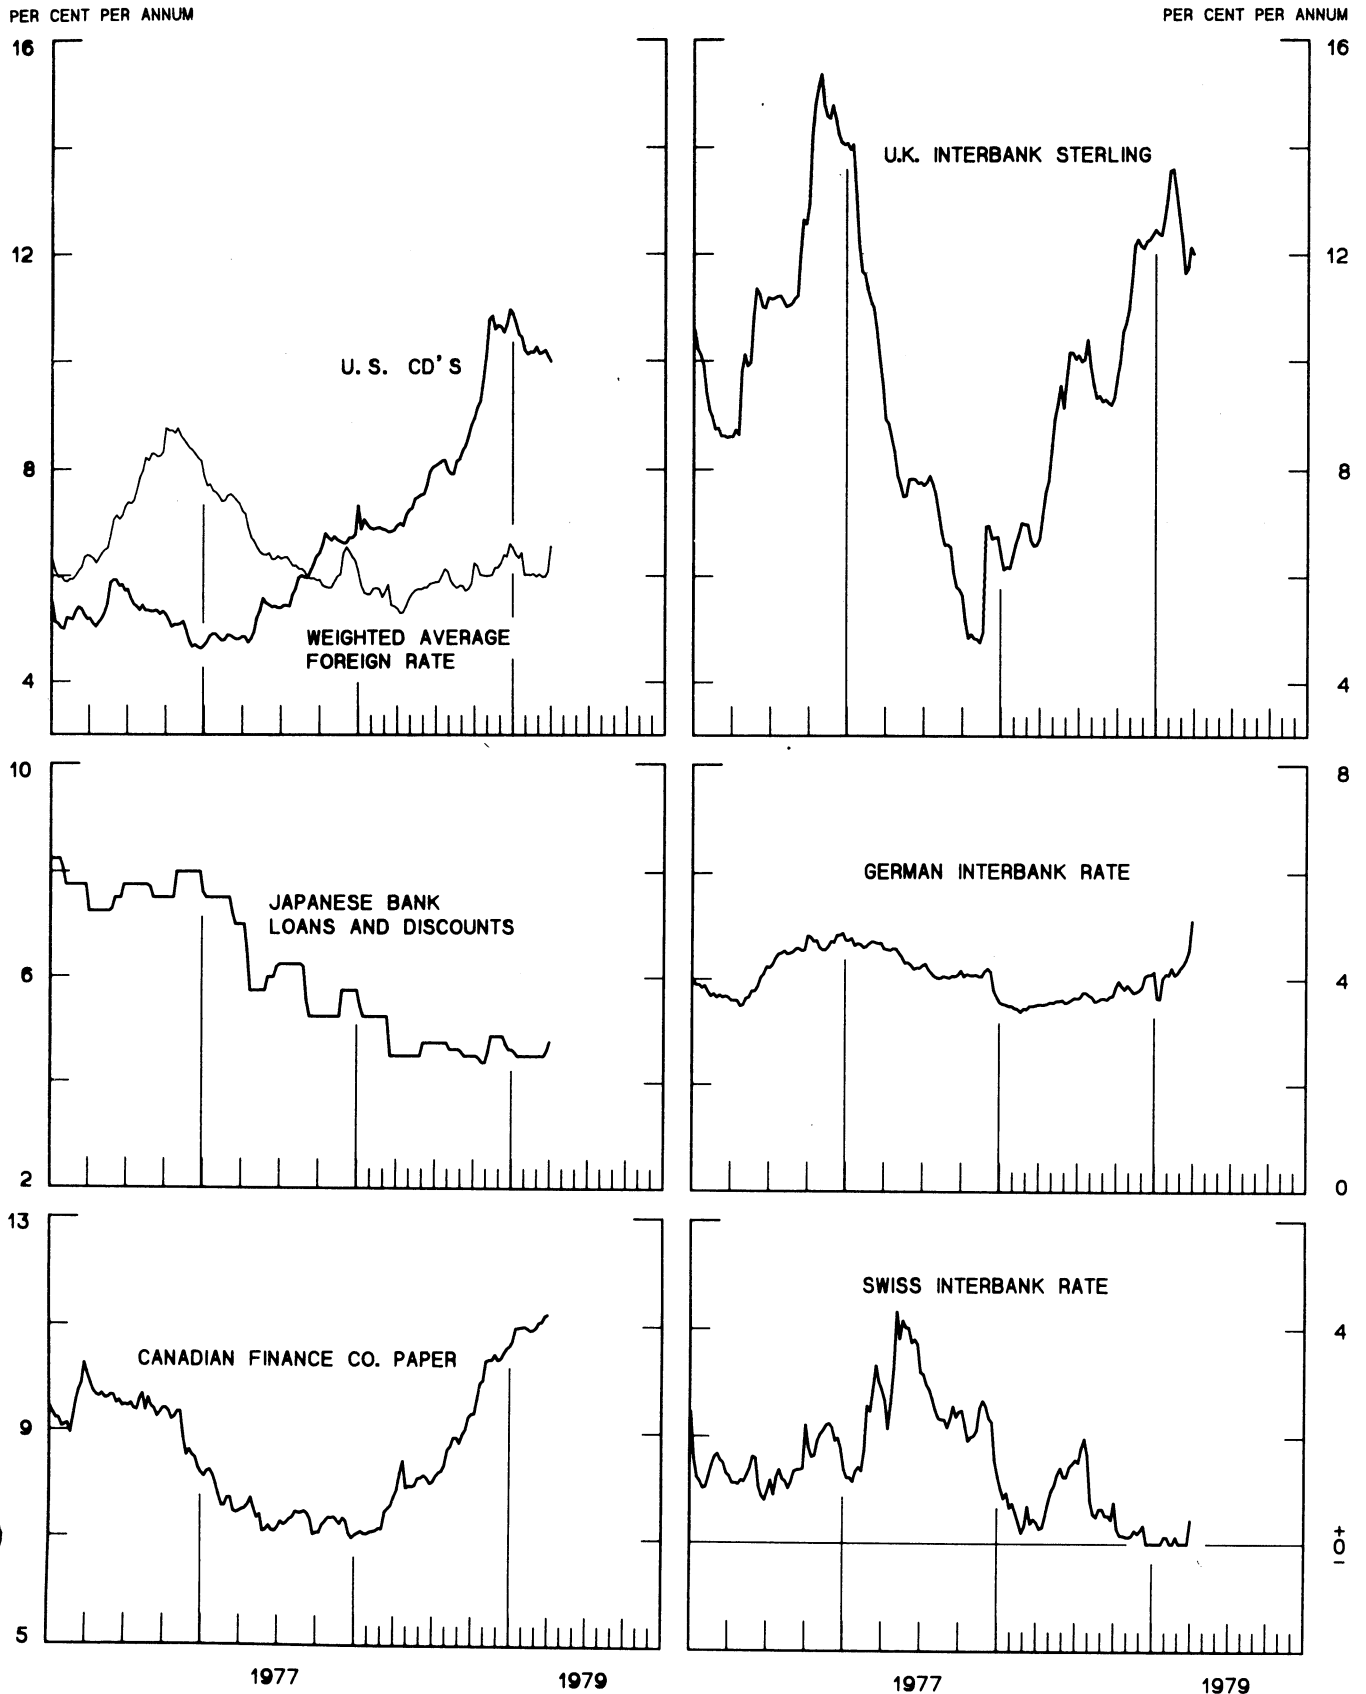 PER CENT PER ANNUM
PER CENT PER ANNUM
16
12
8
4
U.S. CD'S
WEIGHTED AVERAGE
FOREIGN RATE
U.K. INTERBANK STERLING
16
12
8
4
10
6
2
JAPANESE BANK
LOANS AND DISCOUNTS
GERMAN INTERBANK RATE
8
4
0
13
9
5
CANADIAN FINANCE CO. PAPER
SWISS INTERBANK RATE
4
+
0
–
1977
1979
1977
1979